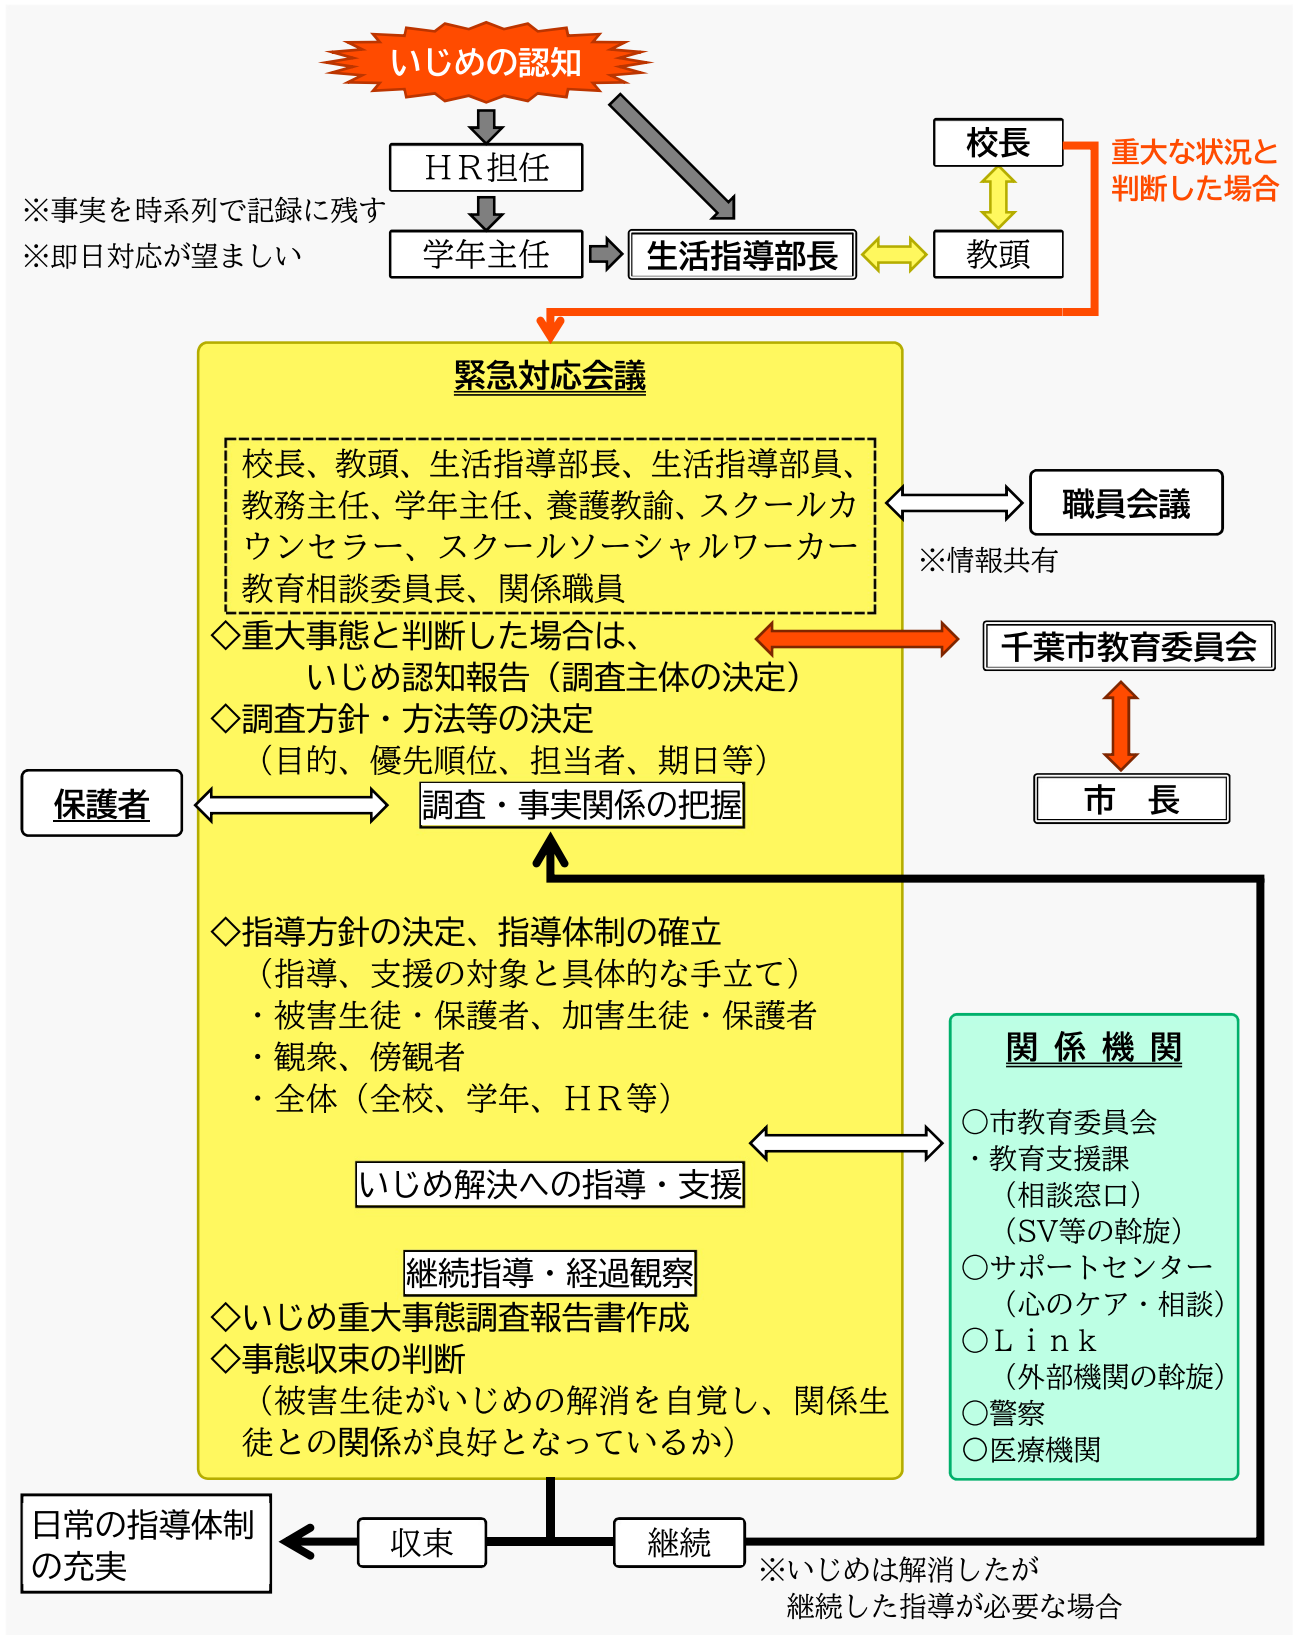 いじめの認知
ＨＲ担任
校長
重大な状況と
判断した場合
※事実を時系列で記録に残す
※即日対応が望ましい
学年主任
生活指導部長
教頭
緊急対応会議
校長、教頭、生活指導部長、生活指導部員、
教務主任、学年主任、養護教諭、スクールカ
ウンセラー、スクールソーシャルワーカー
教育相談委員長、関係職員
職員会議
※情報共有
◇重大事態と判断した場合は、
いじめ認知報告（調査主体の決定）
千葉市教育委員会
◇調査方針・方法等の決定
（目的、優先順位、担当者、期日等）
市　長
保護者
調査・事実関係の把握
◇指導方針の決定、指導体制の確立
（指導、支援の対象と具体的な手立て）
・被害生徒・保護者、加害生徒・保護者
・観衆、傍観者
・全体（全校、学年、ＨＲ等）
いじめ解決への指導・支援
継続指導・経過観察
◇いじめ重大事態調査報告書作成
◇事態収束の判断
（被害生徒がいじめの解消を自覚し、関係生
徒との関係が良好となっているか）
関 係 機 関
○市教育委員会
・教育支援課
（相談窓口）
（SV等の斡旋）
○サポートセンター
（心のケア・相談）
○Ｌｉｎｋ
（外部機関の斡旋）
○警察
○医療機関
日常の指導体制
の充実
収束
継続
※いじめは解消したが
継続した指導が必要な場合